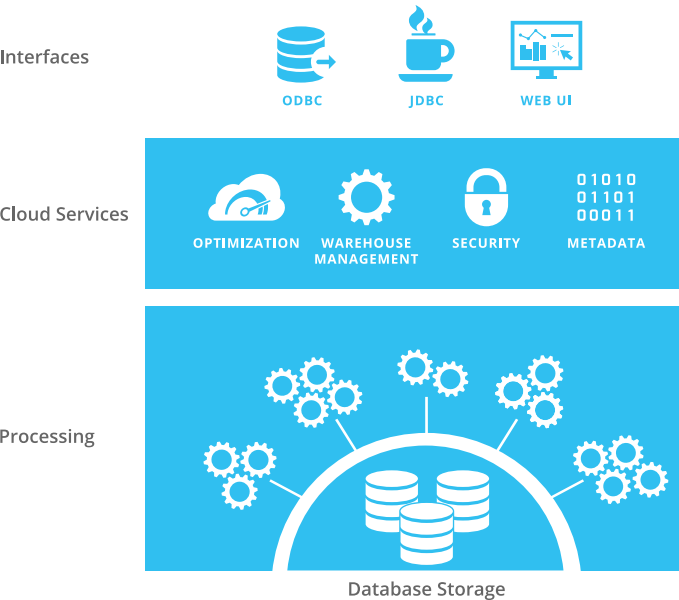 Interfaces
ODBC
JDBC
WEB UI
Cloud Services
01010
01101
00011
OPTIMIZATION
WAREHOUSE
MANAGEMENT
SECURITY
METADATA
Processing
Database Storage